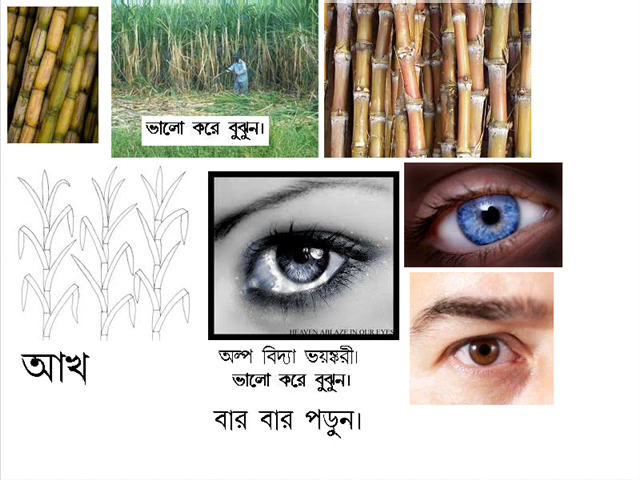 ভালো করে বুঝুন।
HEAVEN ABLAZE IN OUR EYES
আখ
অল্প বিদ্যা ভয়ঙ্করী।
ভালো করে বুঝুন।
বার বার পড়ুন।